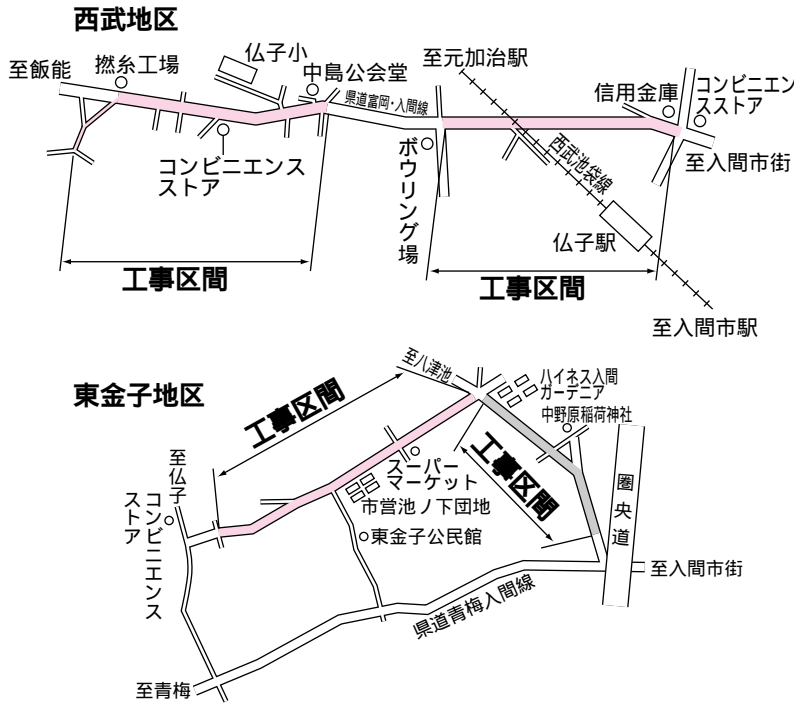 西武地区
至飯能
撚糸工場
仏子小
中島公会堂
県道富岡・入間線
至元加治駅
信用金庫
コンビニエン
スストア
コンビニエンス
ストア
ボウリング場
西武池袋線
至入間市街
仏子駅
工事区間
工事区間
至入間市駅
東金子地区
至八津池
ハイネス入間
ガーデニア
中野原稲荷神社
工事区間
至仏子
コンビニエンス
ストア
スーパー
マーケット
工事区間
市営池ノ下団地
東金子公民館
圏央道
至入間市街
県道青梅入間線
至青梅